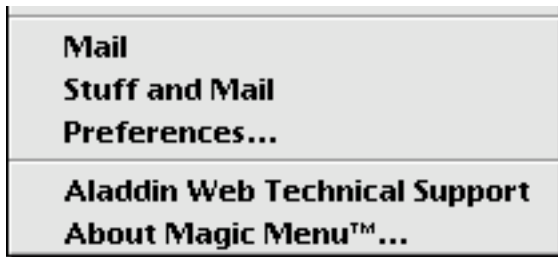 Mail
Stuff and Mail
Preferences...
Aladdin Web Technical Support
About Magic Menu™...